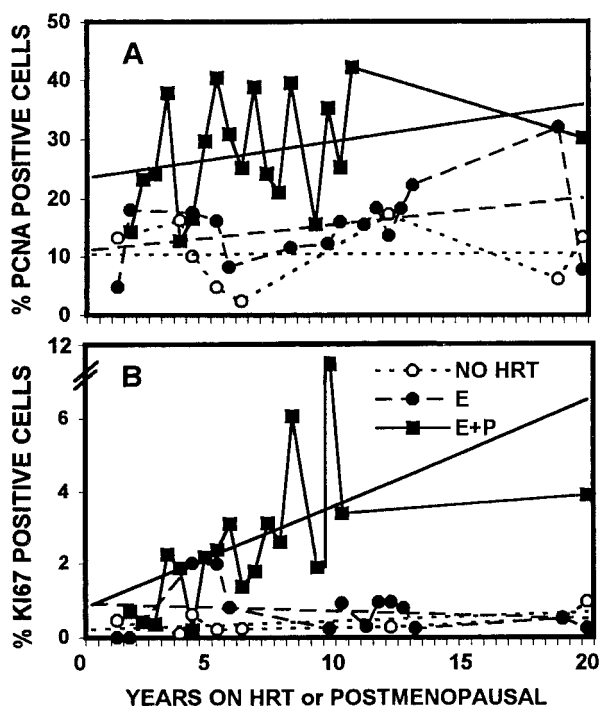 % PCNA POSITIVE CELLS
50
40
30
20
10
0
A
% KI67 POSITIVE CELLS
12
6
4
2
0
B
NO HRT
E
E+P
0 5 10 15 20
YEARS ON HRT or POSTMENOPAUSAL